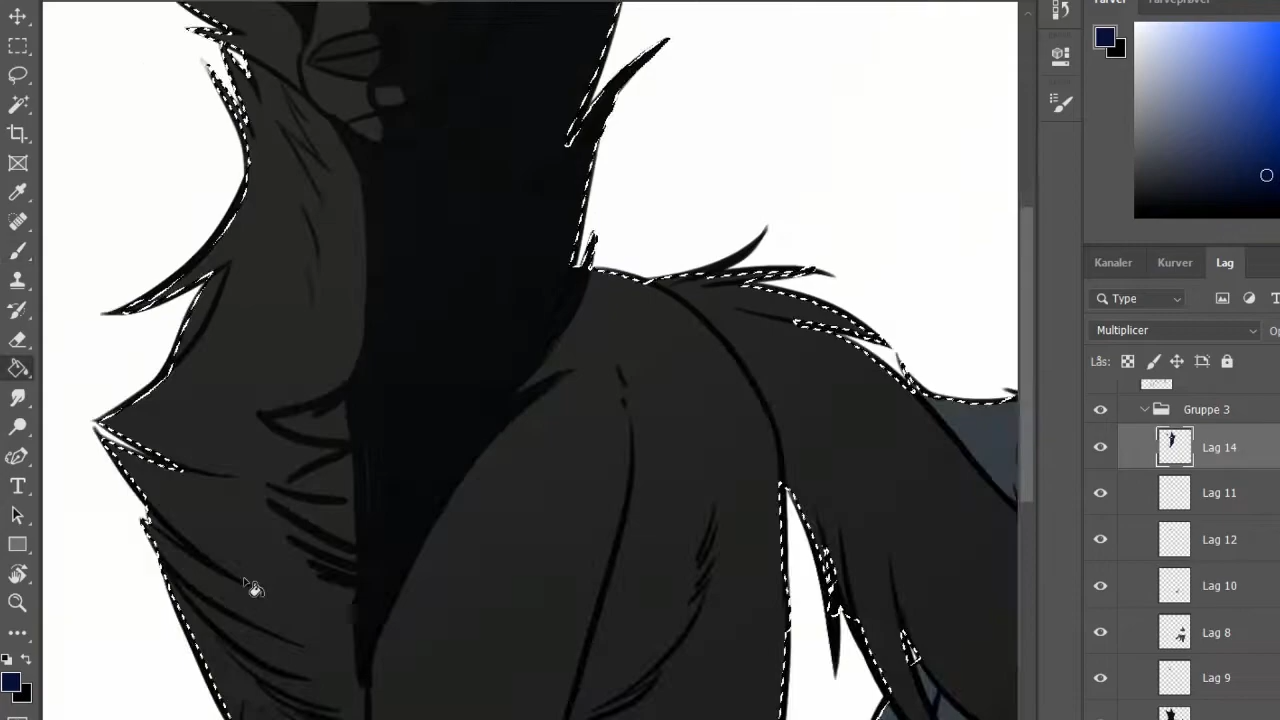 Farver
Farveprøver
Kanaler
Kurver
Lag
Type
Multiplicer
Op
Lås:
Gruppe 3
Lag 14
Lag 11
Lag 12
Lag 10
Lag 8
Lag 9